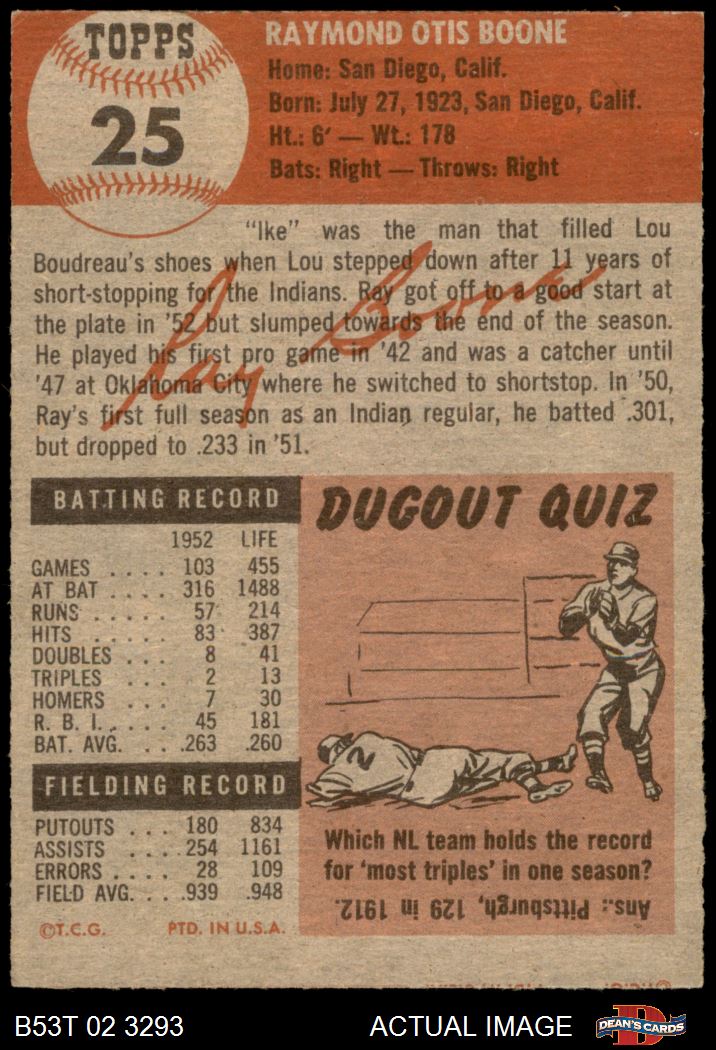 TOPPS
25
RAYMOND OTIS BOONE
Home: San Diego, Calif.
Born: July 27, 1923, San Diego, Calif.
Ht.: 6' — Wt.: 178
Bats: Right — Throws: Right
"Ike" was the man that filled Lou
Boudreau's shoes when Lou stepped down after 11 years of
short-stopping for the Indians. Ray got off to a good start at
the plate in '52 but slumped towards the end of the season.
He played his first pro game in '42 and was a catcher until
'47 at Oklahoma City where he switched to shortstop. In '50,
Ray's first full season as an Indian regular, he batted .301,
but dropped to .233 in '51.
Ray Boone
BATTING RECORD
1952 LIFE
GAMES .... 103 455
AT BAT .... 316 1488
RUNS ..... 57 214
HITS ..... 83 387
DOUBLES ... 8 41
TRIPLES ... 2 13
HOMERS ... 7 30
R. B. I. .... 45 181
BAT. AVG. .. .263 .260
FIELDING RECORD
PUTOUTS ... 180 834
ASSISTS .... 254 1161
ERRORS .... 28 109
FIELD AVG. .. .939 .948
©T.C.G. PTD. IN U.S.A.
DUGOUT QUIZ
2
Which NL team holds the record
for 'most triples' in one season?
Ans.: Pittsburgh, 129 in 1912.
B53T 02 3293
ACTUAL IMAGE
DEAN'S CARDS